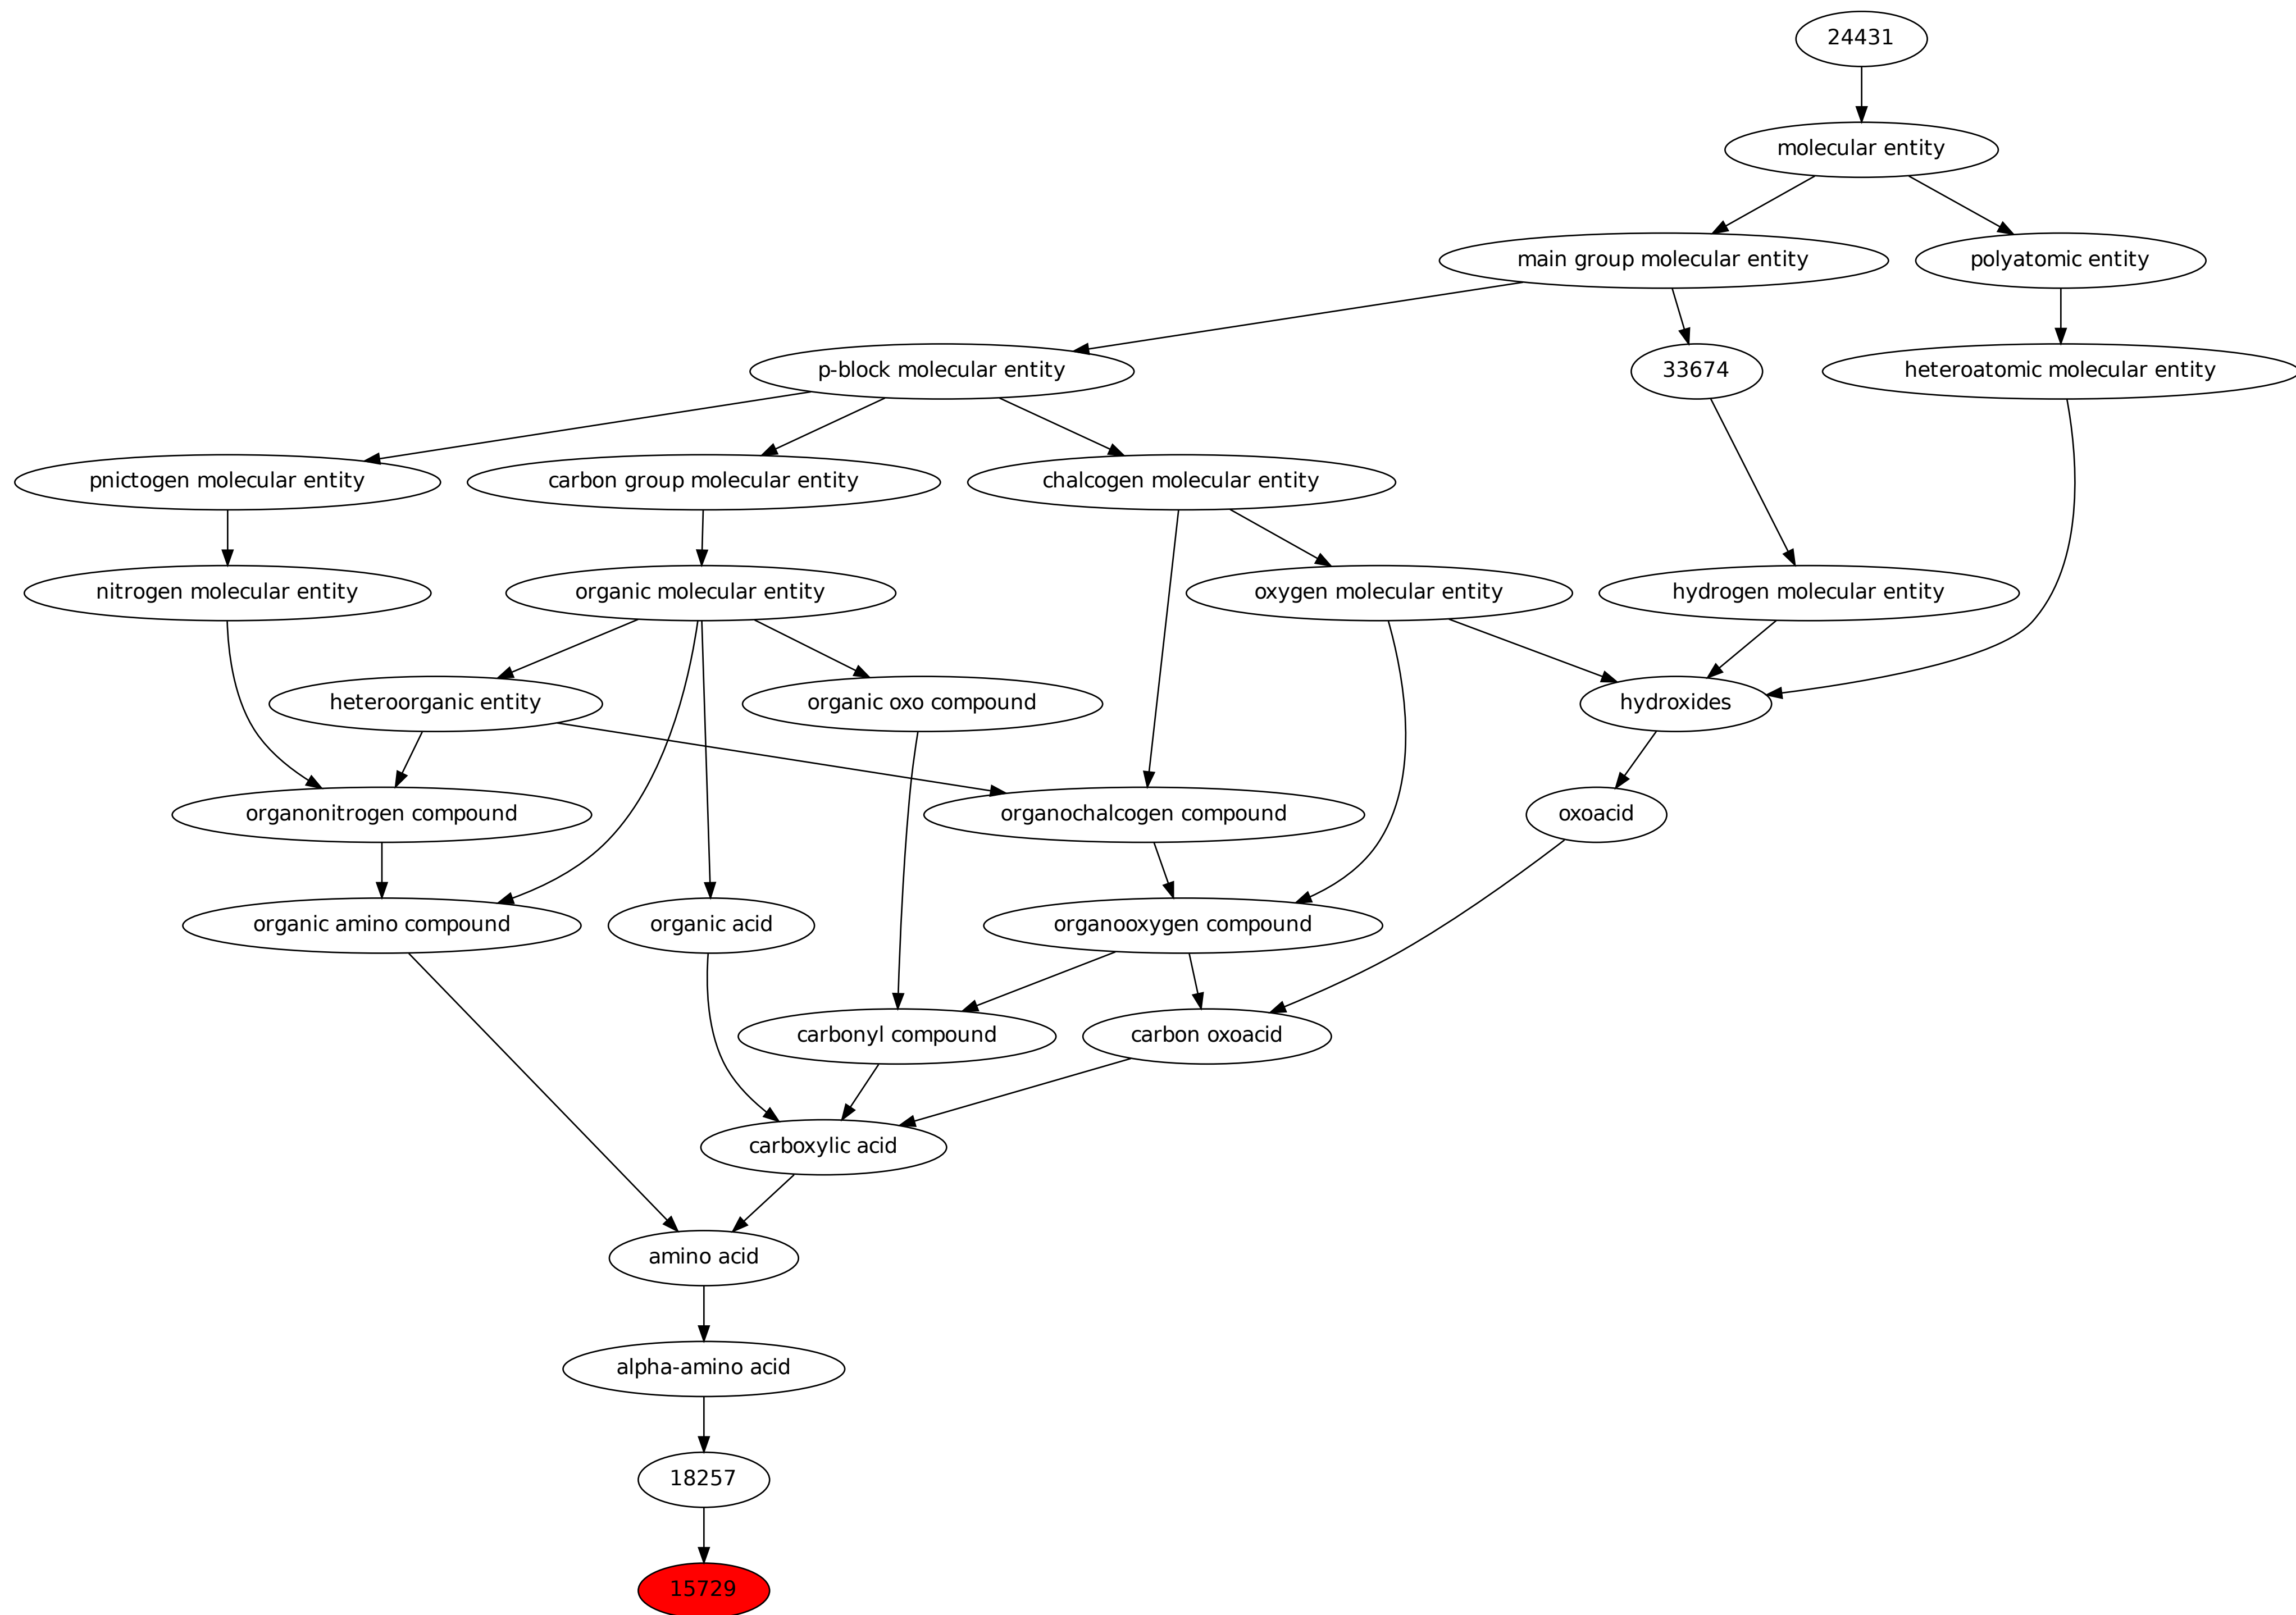 24431
molecular entity
main group molecular entity
polyatomic entity
p-block molecular entity
33674
heteroatomic molecular entity
pnictogen molecular entity
carbon group molecular entity
chalcogen molecular entity
nitrogen molecular entity
organic molecular entity
oxygen molecular entity
hydrogen molecular entity
heteroorganic entity
organic oxo compound
hydroxides
organonitrogen compound
organochalcogen compound
oxoacid
organic amino compound
organic acid
organooxygen compound
carbonyl compound
carbon oxoacid
carboxylic acid
amino acid
alpha-amino acid
18257
15729